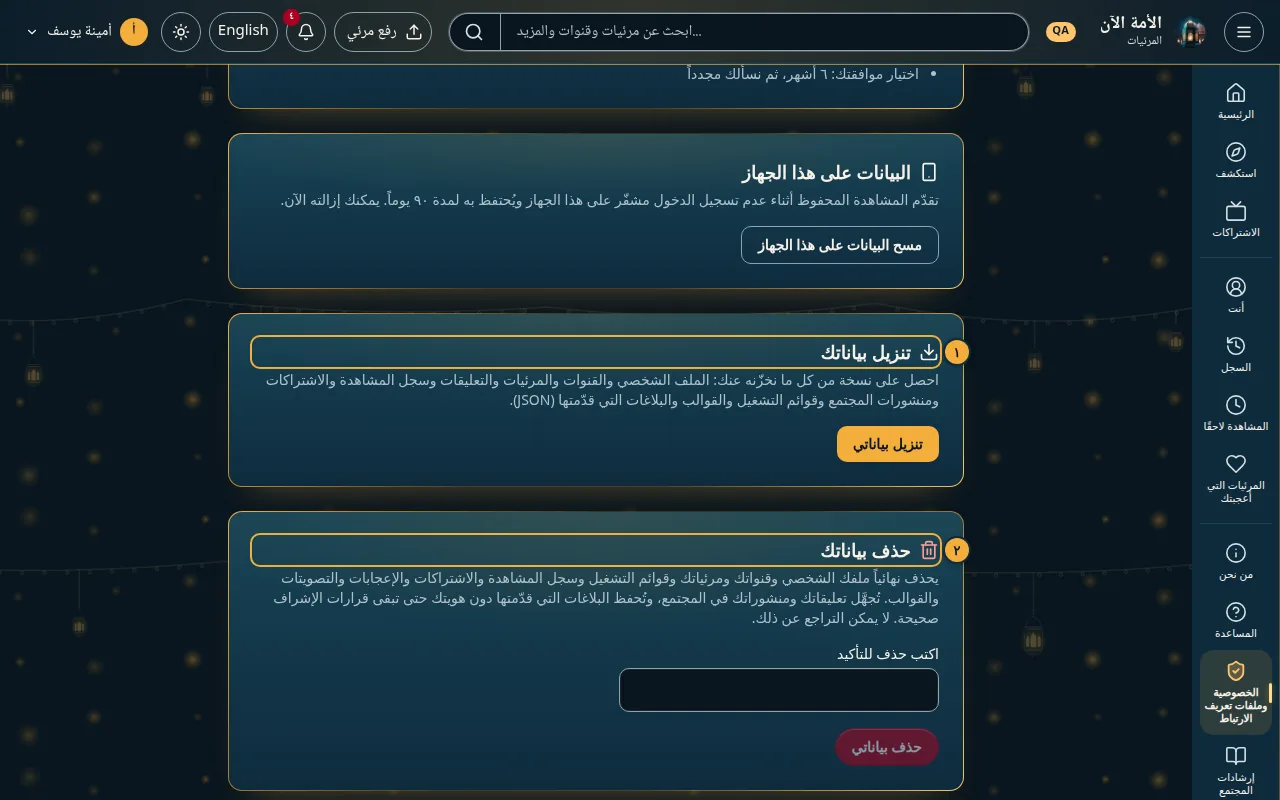 الأمة الآن
المرئيات
QA
ابحث عن مرئيات وقنوات والمزيد...
رفع مرئي
٤
English
أ
أمينة يوسف
الرئيسية
استكشف
الاشتراكات
أنت
السجل
المشاهدة لاحقًا
المرئيات التي
أعجبتك
من نحن
المساعدة
الخصوصية
وملفات تعريف
الارتباط
إرشادات
المجتمع
اختيار موافقتك: ٦ أشهر، ثم نسألك مجدداً
البيانات على هذا الجهاز
تقدّم المشاهدة المحفوظ أثناء عدم تسجيل الدخول مشفّر على هذا الجهاز ويُحتفظ به لمدة ٩٠ يوماً. يمكنك إزالته الآن.
مسح البيانات على هذا الجهاز
١
تنزيل بياناتك
احصل على نسخة من كل ما نخزّنه عنك: الملف الشخصي والقنوات والمرئيات والتعليقات وسجل المشاهدة والاشتراكات
ومنشورات المجتمع وقوائم التشغيل والقوالب والبلاغات التي قدّمتها (JSON).
تنزيل بياناتي
٢
حذف بياناتك
يحذف نهائياً ملفك الشخصي وقنواتك ومرئياتك وقوائم التشغيل وسجل المشاهدة والاشتراكات والإعجابات والتصويتات
والقوالب. تُجهَّل تعليقاتك ومنشوراتك في المجتمع، وتُحفظ البلاغات التي قدّمتها دون هويتك حتى تبقى قرارات الإشراف
صحيحة. لا يمكن التراجع عن ذلك.
اكتب حذف للتأكيد
حذف بياناتي